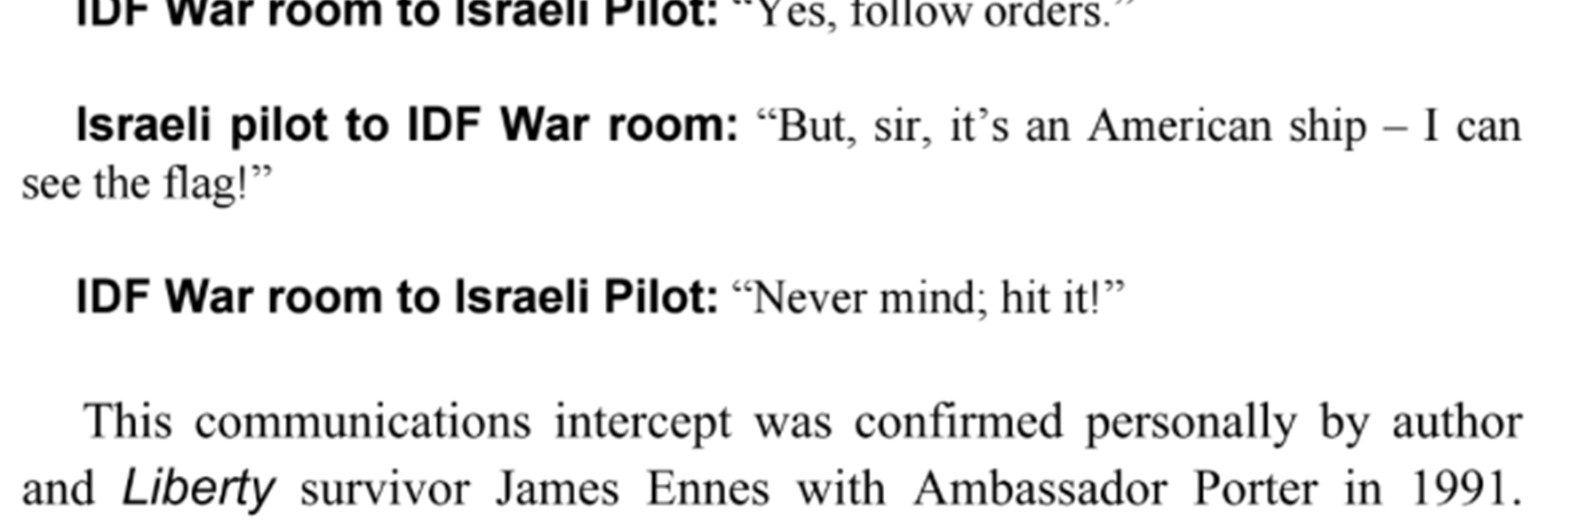 IDF War room to Israeli Pilot: “Yes, follow orders.”
Israeli pilot to IDF War room: “But, sir, it’s an American ship – I can
see the flag!”
IDF War room to Israeli Pilot: “Never mind; hit it!”
This communications intercept was confirmed personally by author
and Liberty survivor James Ennes with Ambassador Porter in 1991.